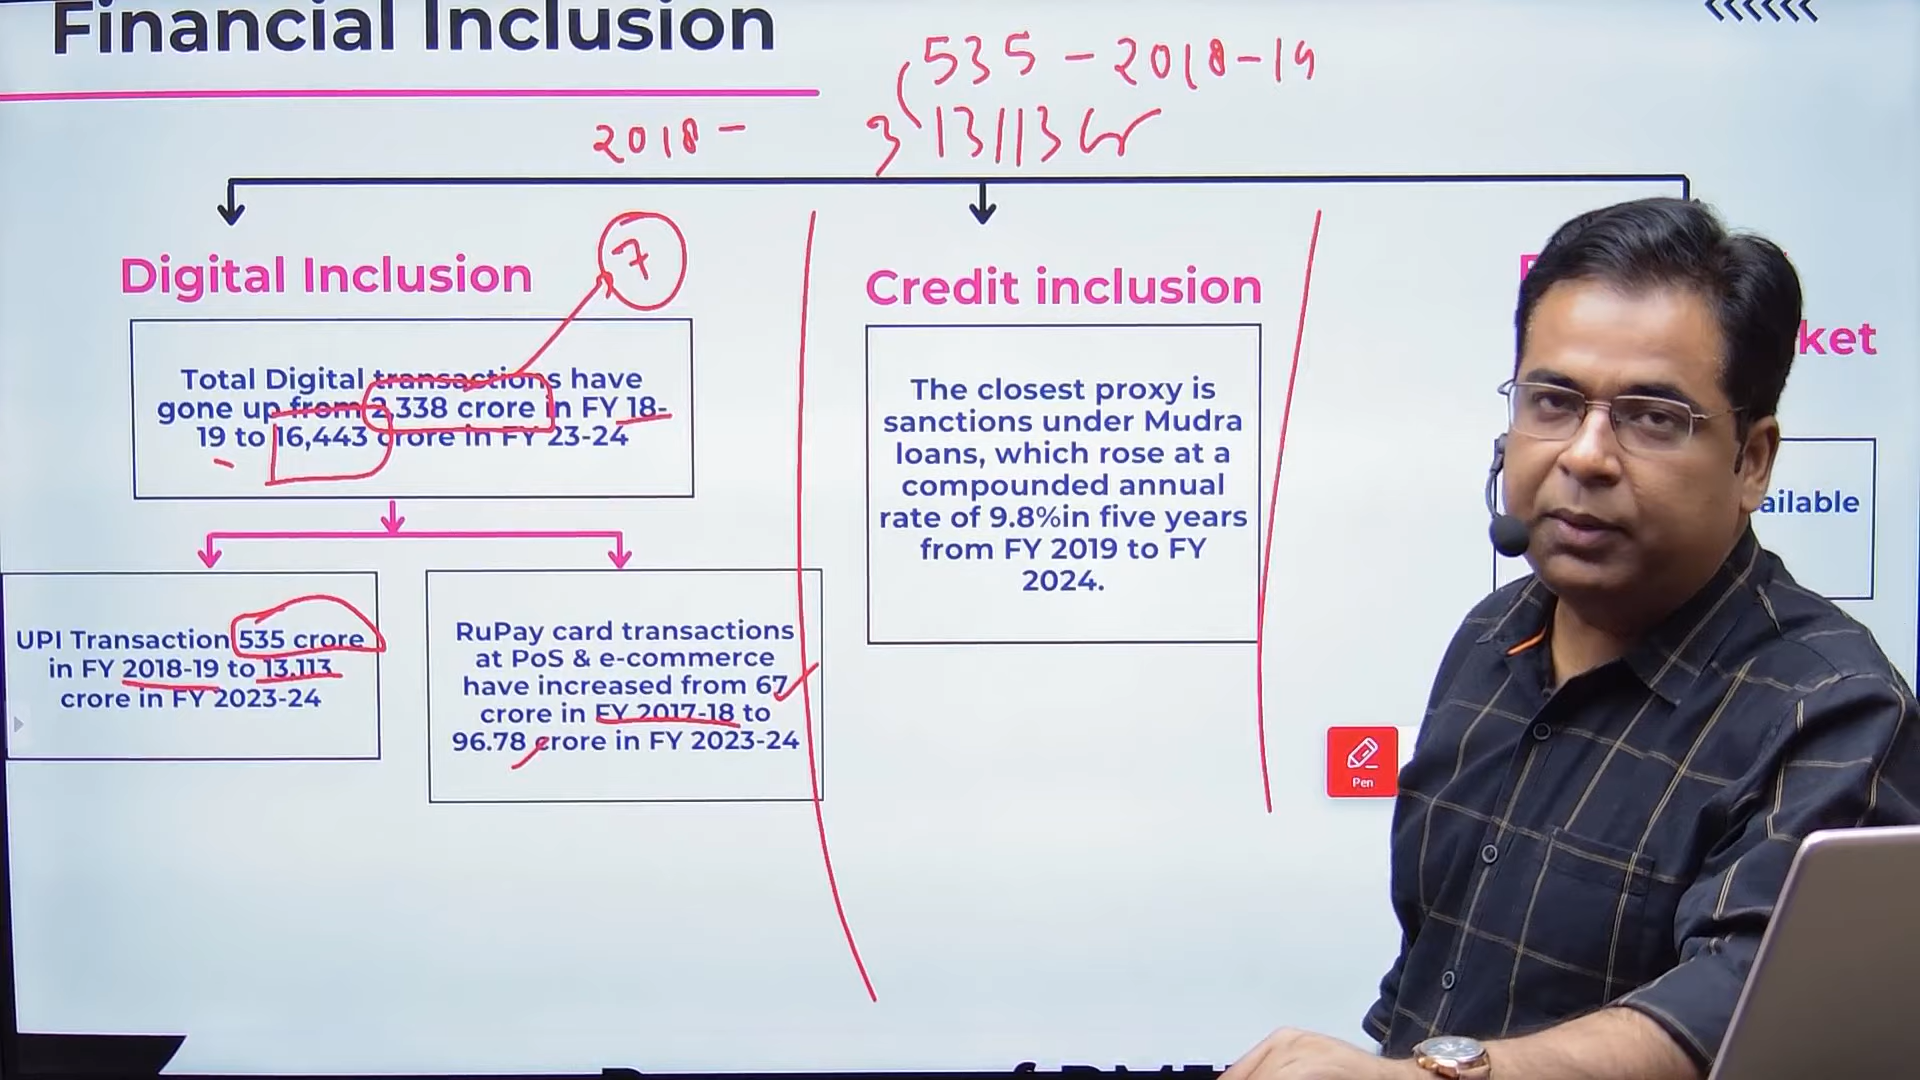 Financial Inclusion
535 - 2018-19
2018 -
13113 Cr
7
Digital Inclusion
Total Digital transactions have
gone up from 2,338 crore in FY 18-
19 to 16,443 crore in FY 23-24
UPI Transaction 535 crore
in FY 2018-19 to 13,113
crore in FY 2023-24
RuPay card transactions
at PoS & e-commerce
have increased from 67
crore in FY 2017-18 to
96.78 crore in FY 2023-24
Credit inclusion
The closest proxy is
sanctions under Mudra
loans, which rose at a
compounded annual
rate of 9.8%in five years
from FY 2019 to FY
2024.
Pen